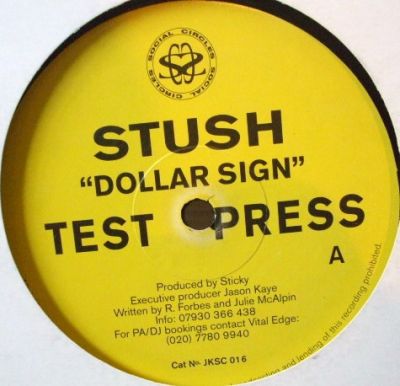 SOCIAL CIRCLES SOCIAL CIRCLES
STUSH
“DOLLAR SIGN”
TEST PRESS
A
Produced by Sticky
Executive producer Jason Kaye
Written by R. Forbes and Julie McAlpin
Info: 07930 366 438
For PA/DJ bookings contact Vital Edge:
(020) 7780 9940
Cat No. JKSC 016
and lending of this recording prohibited.